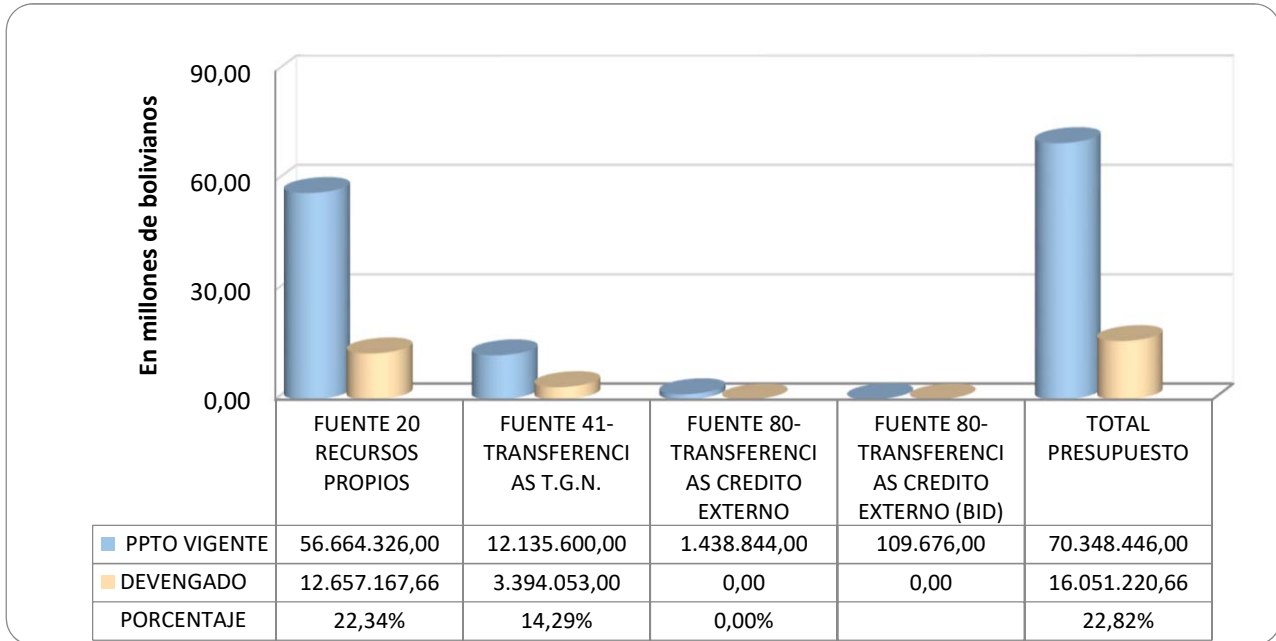 En millones de bolivianos
90,00
60,00
30,00
0,00
FUENTE 20
RECURSOS
PROPIOS
FUENTE 41-
TRANSFERENCI
AS T.G.N.
FUENTE 80-
TRANSFERENCI
AS CREDITO
EXTERNO
FUENTE 80-
TRANSFERENCI
AS CREDITO
EXTERNO (BID)
TOTAL
PRESUPUESTO
PPTO VIGENTE 56.664.326,00 12.135.600,00 1.438.844,00 109.676,00 70.348.446,00
DEVENGADO 12.657.167,66 3.394.053,00 0,00 0,00 16.051.220,66
PORCENTAJE 22,34% 14,29% 0,00% 22,82%